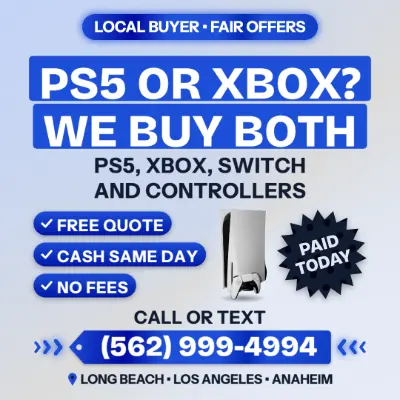 LOCAL BUYER • FAIR OFFERS
PS5 OR XBOX?
WE BUY BOTH
PS5, XBOX, SWITCH
AND CONTROLLERS
FREE QUOTE
CASH SAME DAY
NO FEES
PAID
TODAY
CALL OR TEXT
(562) 999-4994
LONG BEACH • LOS ANGELES • ANAHEIM